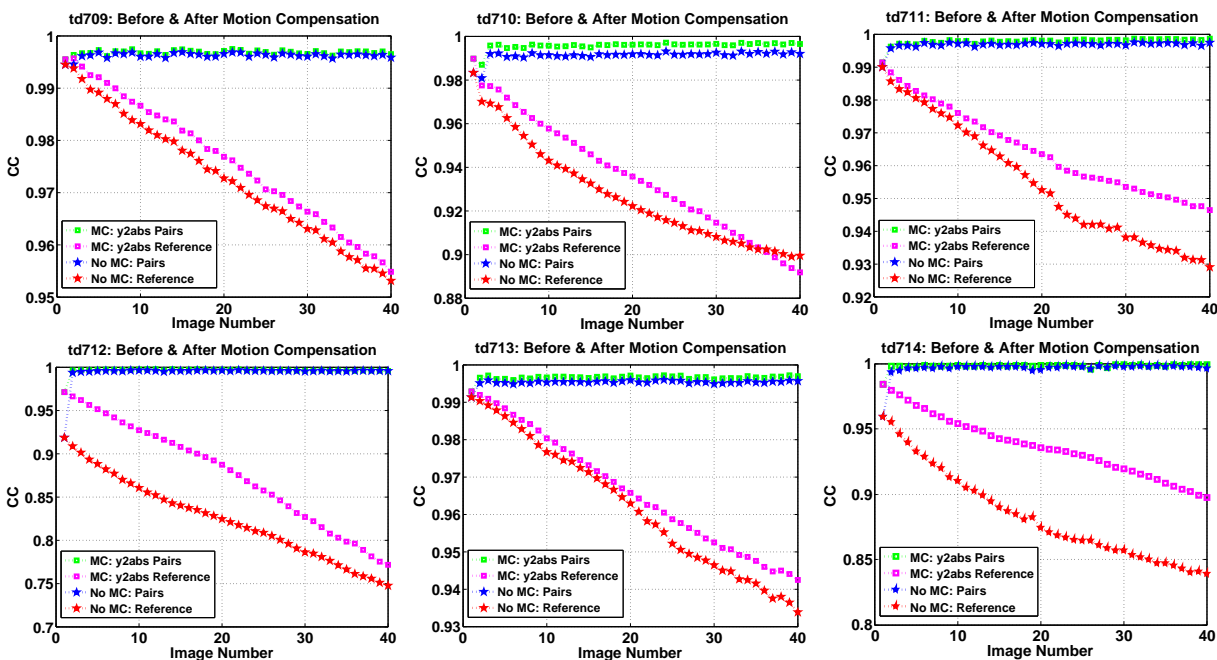 td709: Before & After Motion Compensation
1
0.99
0.98
0.97
0.96
0.95
CC
MC: y2abs Pairs
MC: y2abs Reference
No MC: Pairs
No MC: Reference
0 10 20 30 40
Image Number
td710: Before & After Motion Compensation
1
0.98
0.96
0.94
0.92
0.9
0.88
CC
MC: y2abs Pairs
MC: y2abs Reference
No MC: Pairs
No MC: Reference
0 10 20 30 40
Image Number
td711: Before & After Motion Compensation
1
0.99
0.98
0.97
0.96
0.95
0.94
0.93
0.92
CC
MC: y2abs Pairs
MC: y2abs Reference
No MC: Pairs
No MC: Reference
0 10 20 30 40
Image Number
td712: Before & After Motion Compensation
1
0.95
0.9
0.85
0.8
0.75
0.7
CC
MC: y2abs Pairs
MC: y2abs Reference
No MC: Pairs
No MC: Reference
0 10 20 30 40
Image Number
td713: Before & After Motion Compensation
1
0.99
0.98
0.97
0.96
0.95
0.94
0.93
CC
MC: y2abs Pairs
MC: y2abs Reference
No MC: Pairs
No MC: Reference
0 10 20 30 40
Image Number
td714: Before & After Motion Compensation
1
0.95
0.9
0.85
0.8
CC
MC: y2abs Pairs
MC: y2abs Reference
No MC: Pairs
No MC: Reference
0 10 20 30 40
Image Number